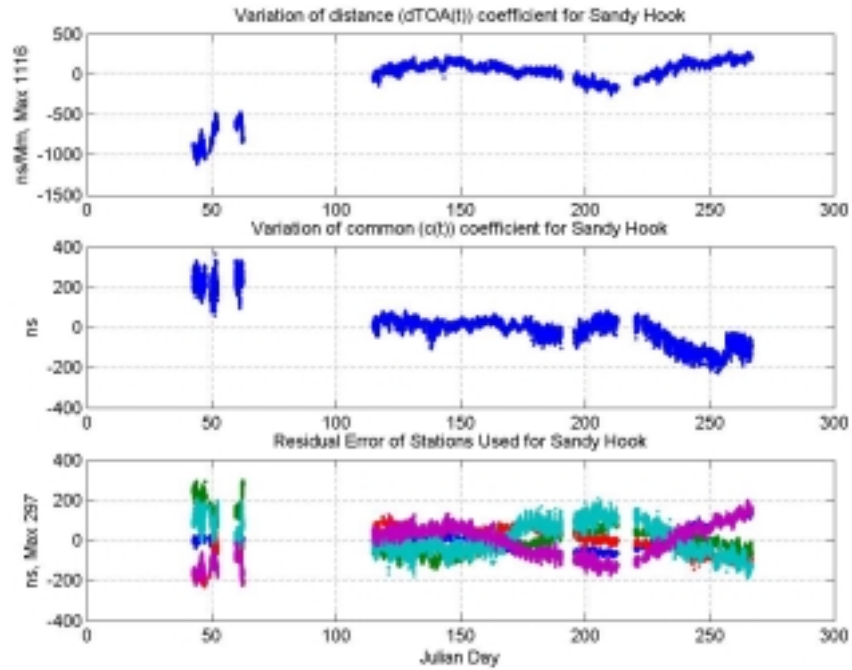 Variation of distance (dTOA(t)) coefficient for Sandy Hook
500
0
-500
-1000
-1500
ns/Mm, Max 1116
0 50 100 150 200 250 300
Variation of common (c(t)) coefficient for Sandy Hook
400
200
0
-200
-400
ns
0 50 100 150 200 250 300
Residual Error of Stations Used for Sandy Hook
400
200
0
-200
-400
ns, Max 297
0 50 100 150 200 250 300
Julian Day